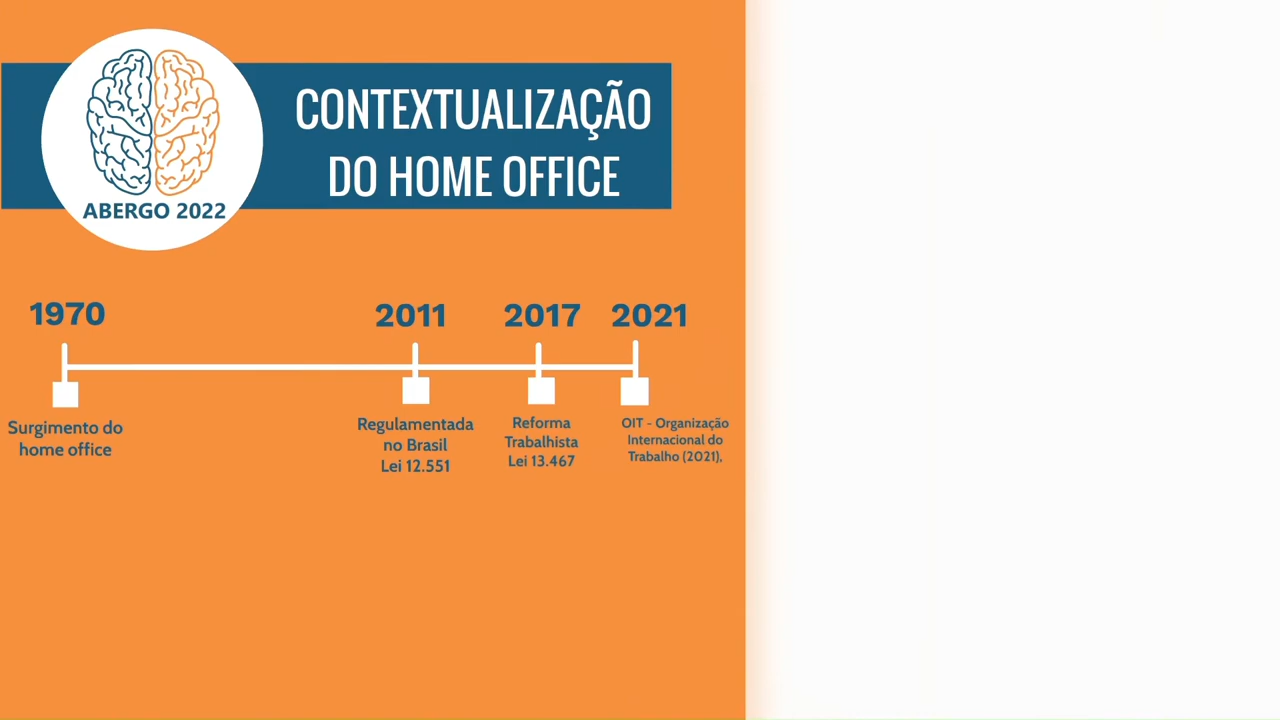 CONTEXTUALIZAÇÃO
DO HOME OFFICE
ABERGO 2022
1970
2011
2017
2021
Surgimento do
home office
Regulamentada
no Brasil
Lei 12.551
Reforma
Trabalhista
Lei 13.467
OIT - Organização
Internacional do
Trabalho (2021),